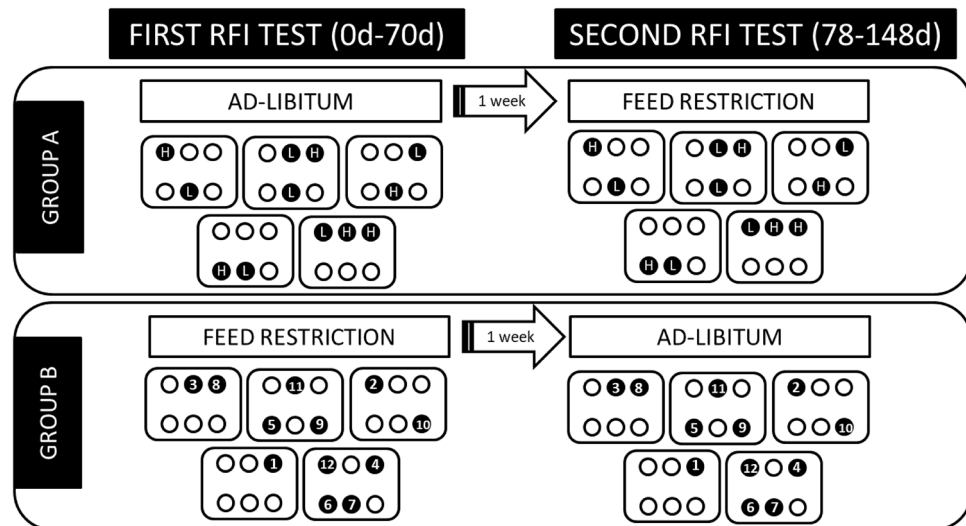 FIRST RFI TEST (0d-70d)
SECOND RFI TEST (78-148d)
GROUP A
AD-LIBITUM
1 week
FEED RESTRICTION
H
L H
L
H
L H
L
L
L
H
L
L
H
H L
L H H
H L
L H H
GROUP B
FEED RESTRICTION
1 week
AD-LIBITUM
3 8
11
2
3 8
11
2
5 9
10
5 9
10
1
12 4
1
12 4
6 7
6 7